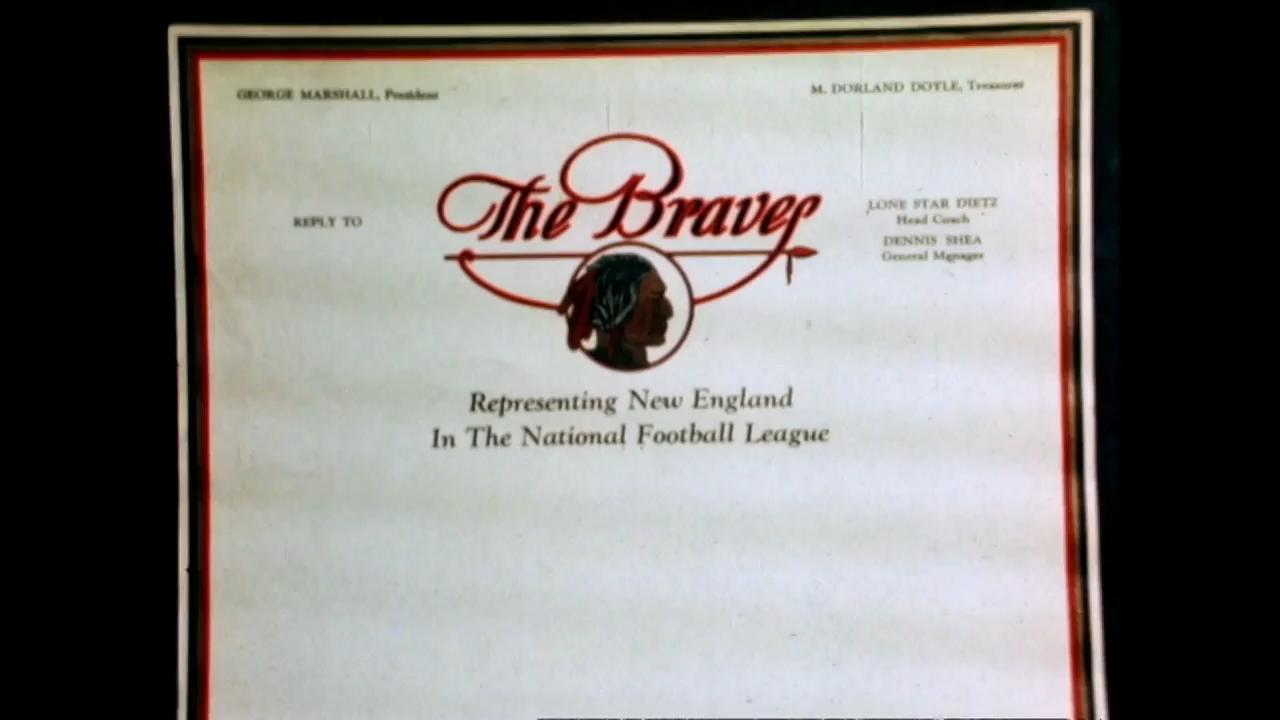 GEORGE MARSHALL, President
M. DORLAND DOYLE, Treasurer
The Braves
REPLY TO
LONE STAR DIETZ
Head Coach
DENNIS SHEA
General Manager
Representing New England
In The National Football League